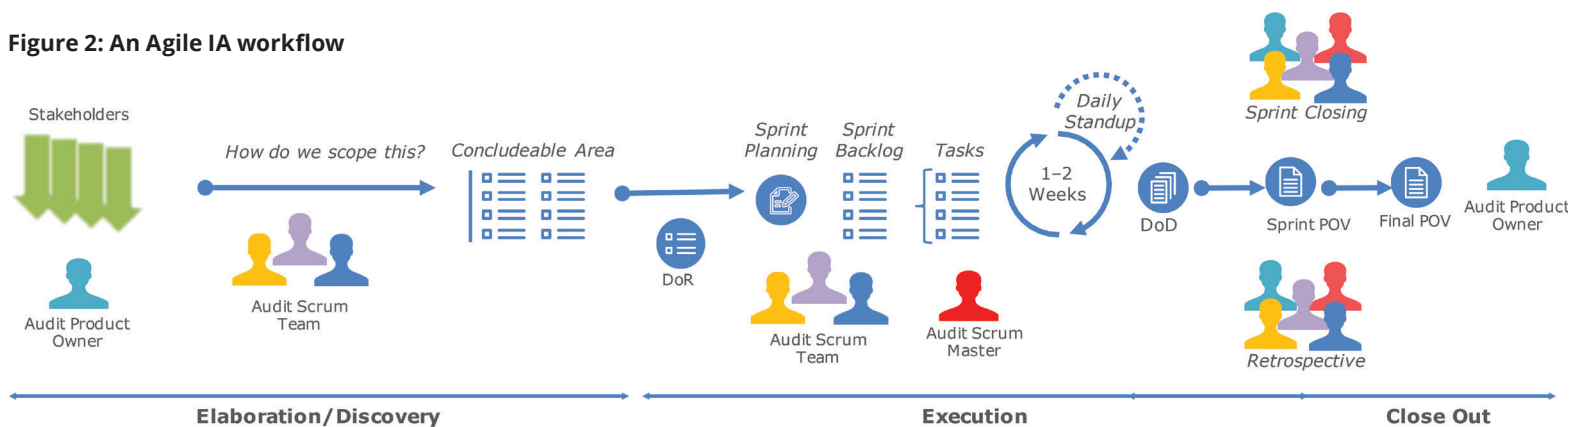 Figure 2: An Agile IA workflow
Stakeholders
Audit Product
Owner
How do we scope this?
Audit Scrum
Team
Concludeable Area
DoR
Sprint
Planning
Sprint
Backlog
Tasks
Audit Scrum
Team
Audit Scrum
Master
Daily
Standup
1–2
Weeks
DoD
Sprint Closing
Sprint POV
Final POV
Retrospective
Audit Product
Owner
Elaboration/Discovery
Execution
Close Out